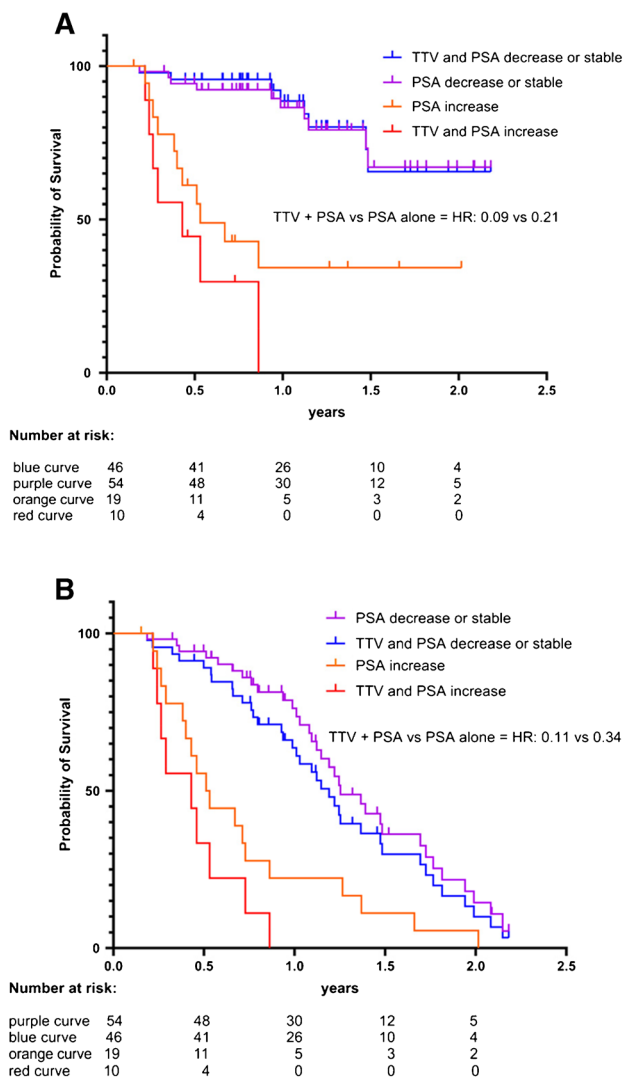 A
TTV and PSA decrease or stable
PSA decrease or stable
PSA increase
TTV and PSA increase
100
50
0
Probability of Survival
TTV + PSA vs PSA alone = HR: 0.09 vs 0.21
0.0 0.5 1.0 1.5 2.0 2.5
years
Number at risk:
blue curve 46 41 26 10 4
purple curve 54 48 30 12 5
orange curve 19 11 5 3 2
red curve 10 4 0 0 0
B
PSA decrease or stable
TTV and PSA decrease or stable
PSA increase
TTV and PSA increase
100
50
0
Probability of Survival
TTV + PSA vs PSA alone = HR: 0.11 vs 0.34
0.0 0.5 1.0 1.5 2.0 2.5
Number at risk: years
purple curve 54 48 30 12 5
blue curve 46 41 26 10 4
orange curve 19 11 5 3 2
red curve 10 4 0 0 0